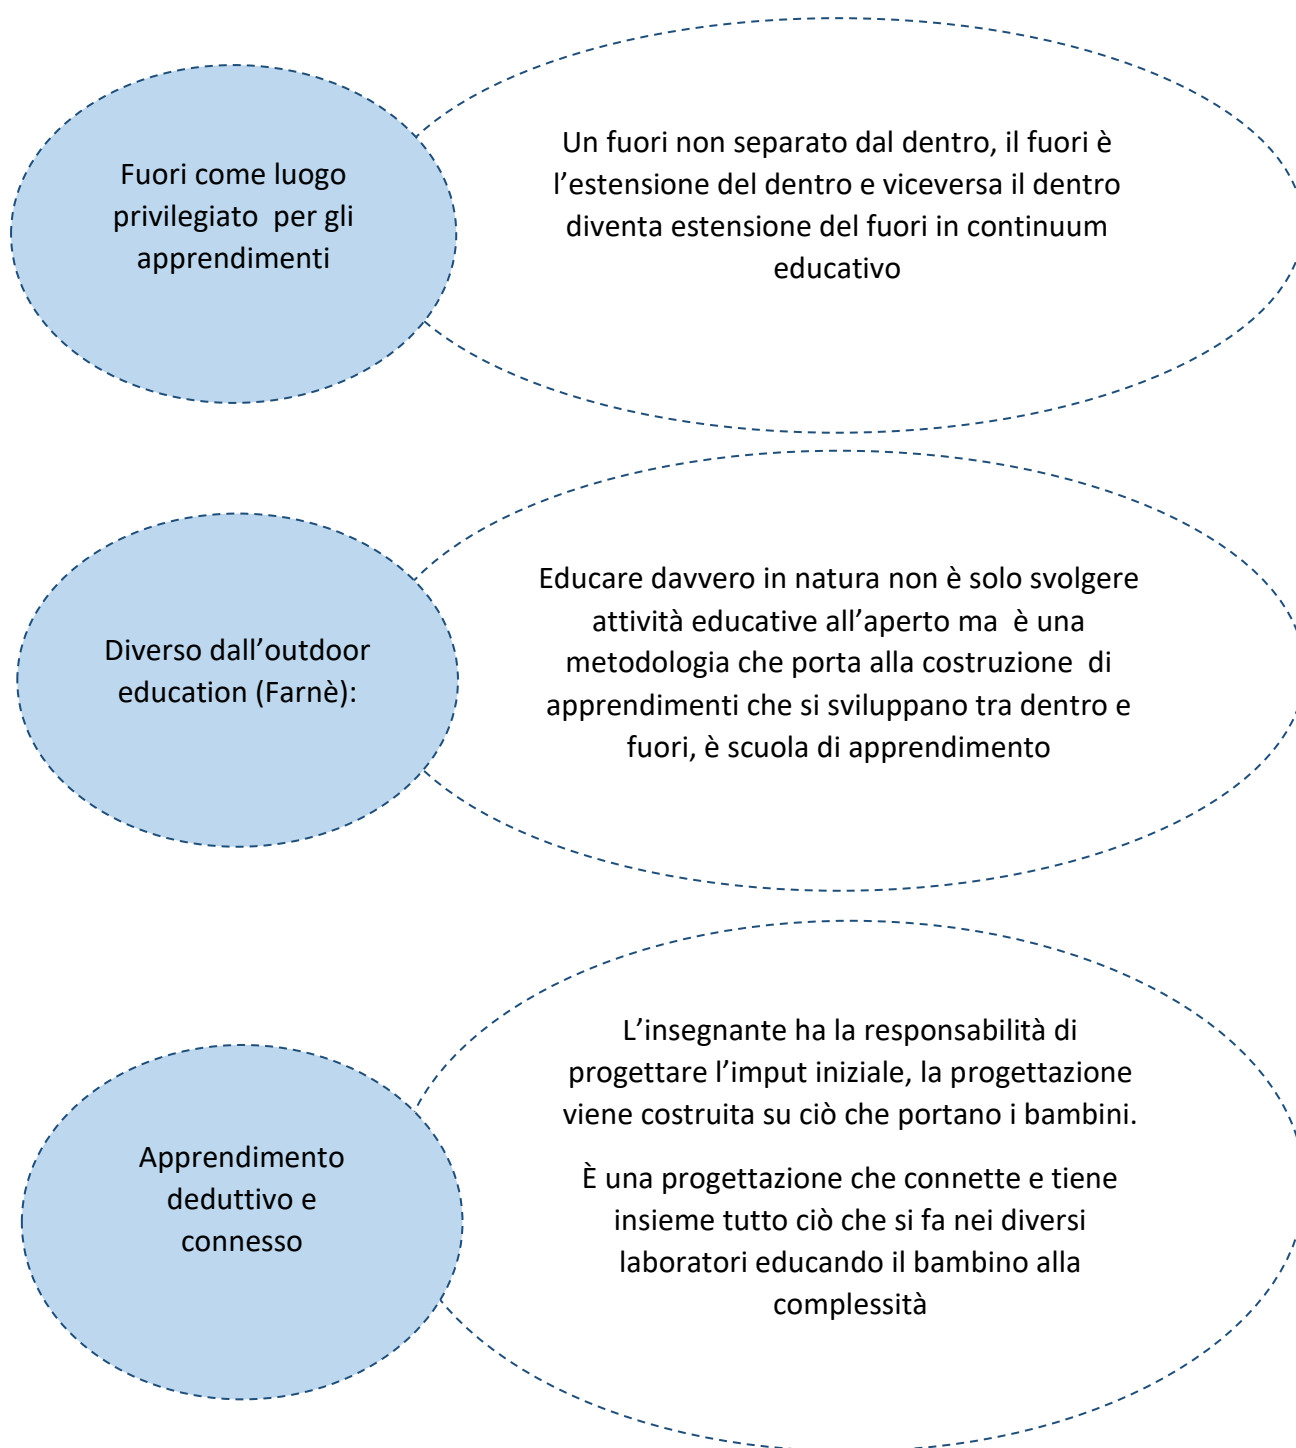 Fuori come luogo
privilegiato  per gli
apprendimenti
Un fuori non separato dal dentro, il fuori è
l’estensione del dentro e viceversa il dentro
diventa estensione del fuori in continuum
educativo
Diverso dall’outdoor
education (Farnè):
Educare davvero in natura non è solo svolgere
attività educative all’aperto ma  è una
metodologia che porta alla costruzione  di
apprendimenti che si sviluppano tra dentro e
fuori, è scuola di apprendimento
Apprendimento
deduttivo e
connesso
L’insegnante ha la responsabilità di
progettare l’imput iniziale, la progettazione
viene costruita su ciò che portano i bambini.
È una progettazione che connette e tiene
insieme tutto ciò che si fa nei diversi
laboratori educando il bambino alla
complessità